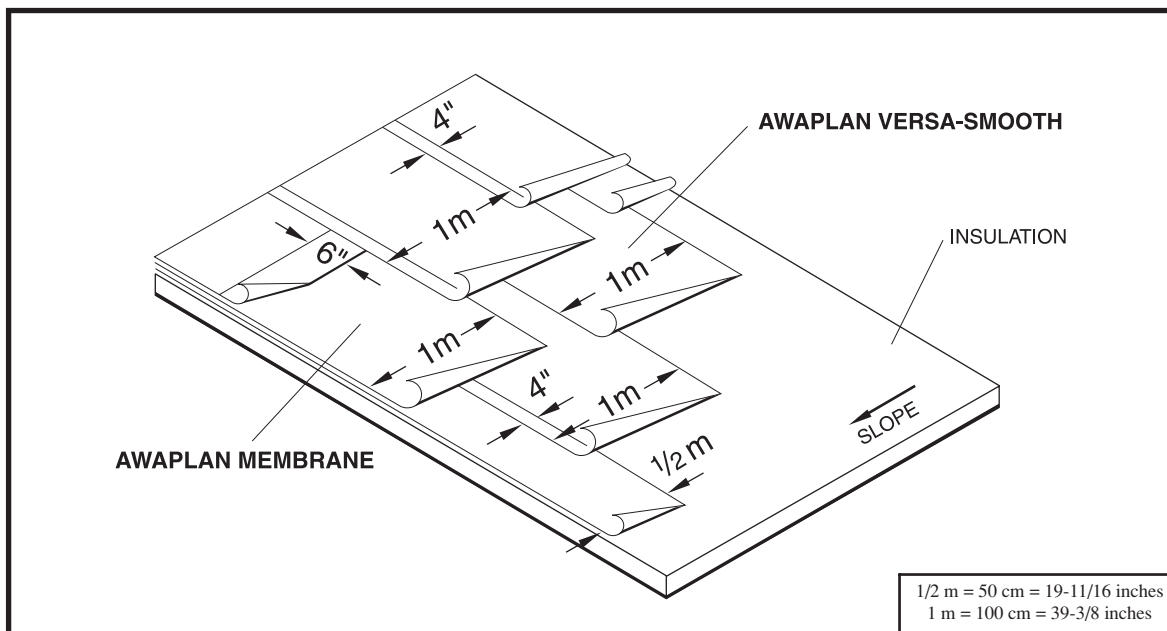 4"
AWAPLAN VERSA-SMOOTH
1m
INSULATION
6"
1m
1m
4"
1m
SLOPE
AWAPLAN MEMBRANE
1/2 m
1/2 m = 50 cm = 19-11/16 inches
1 m = 100 cm = 39-3/8 inches